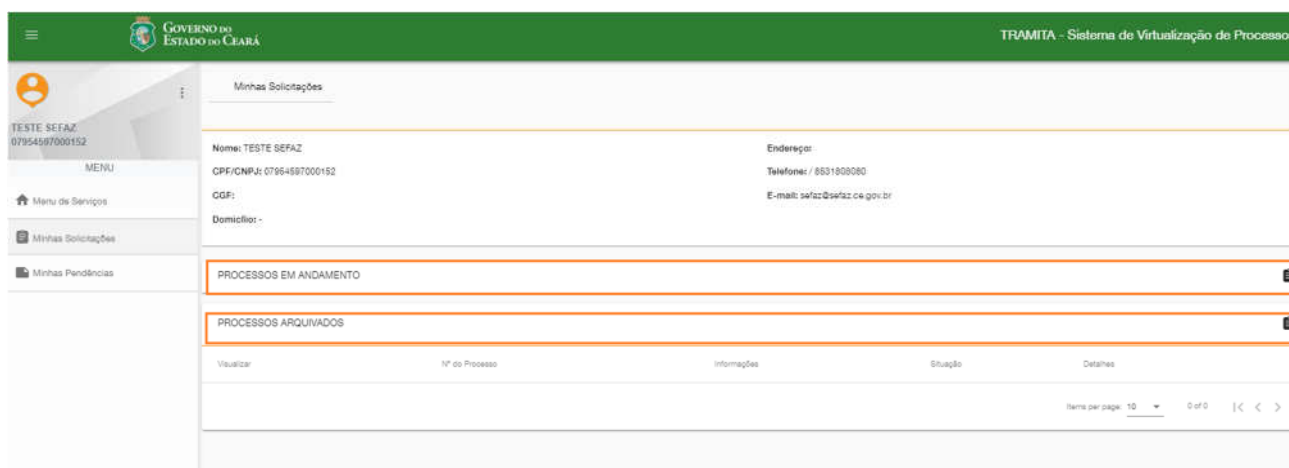 GOVERNO DO
ESTADO DO CEARÁ
TRAMITA - Sistema de Virtualização de Processo
Minhas Solicitações
TESTE SEFAZ
07954597000152
MENU
Menu de Serviços
Minhas Solicitações
Minhas Pendências
Nome: TESTE SEFAZ
Endereço:
CPF/CNPJ: 07954597000152
Telefone: / 8531808080
CGF:
E-mail: sefaz@sefaz.ce.gov.br
Domicílio: -
PROCESSOS EM ANDAMENTO
PROCESSOS ARQUIVADOS
Visualizar Nº do Processo Informações Situação Detalhes
Items per page: 10 0 of 0